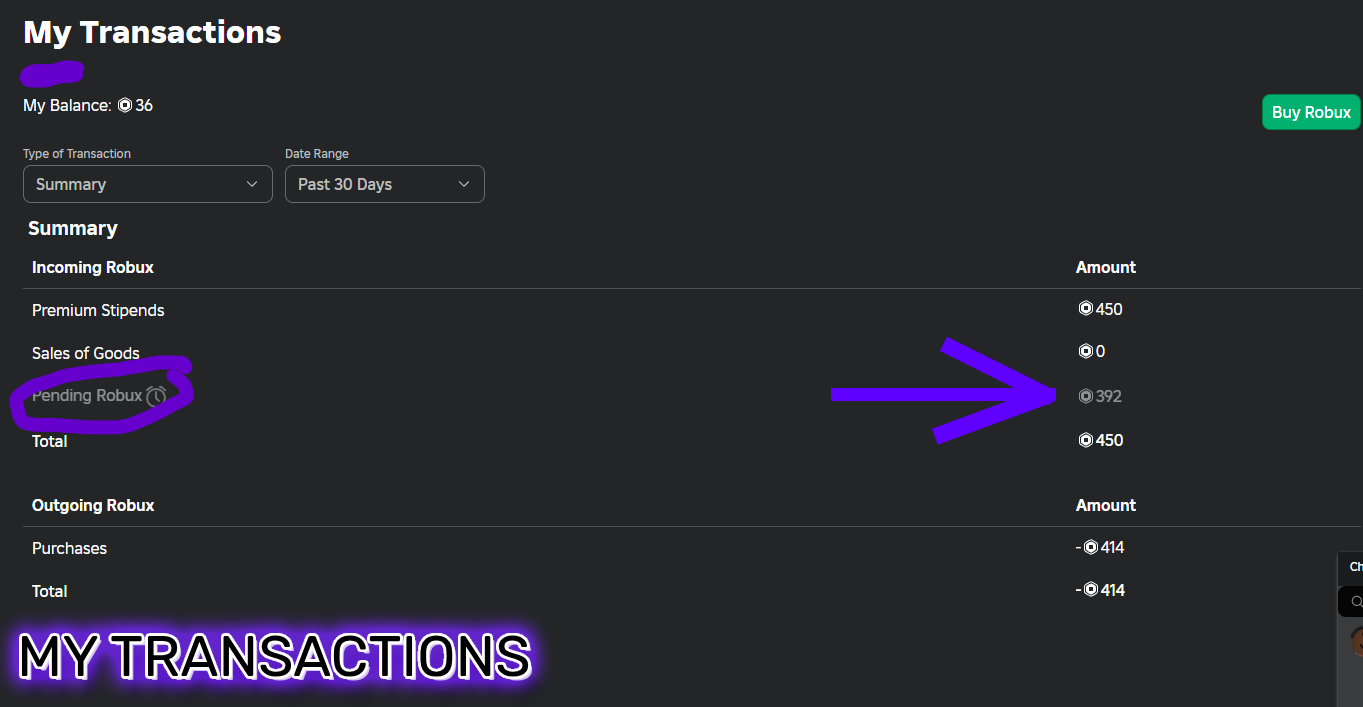 My Transactions
My Balance: 36
Buy Robux
Type of Transaction Date Range
Summary Past 30 Days
Summary
Incoming Robux Amount
Premium Stipends 450
Sales of Goods 0
Pending Robux 392
Total 450
Outgoing Robux Amount
Purchases -414
Total -414
Ch
MY TRANSACTIONS